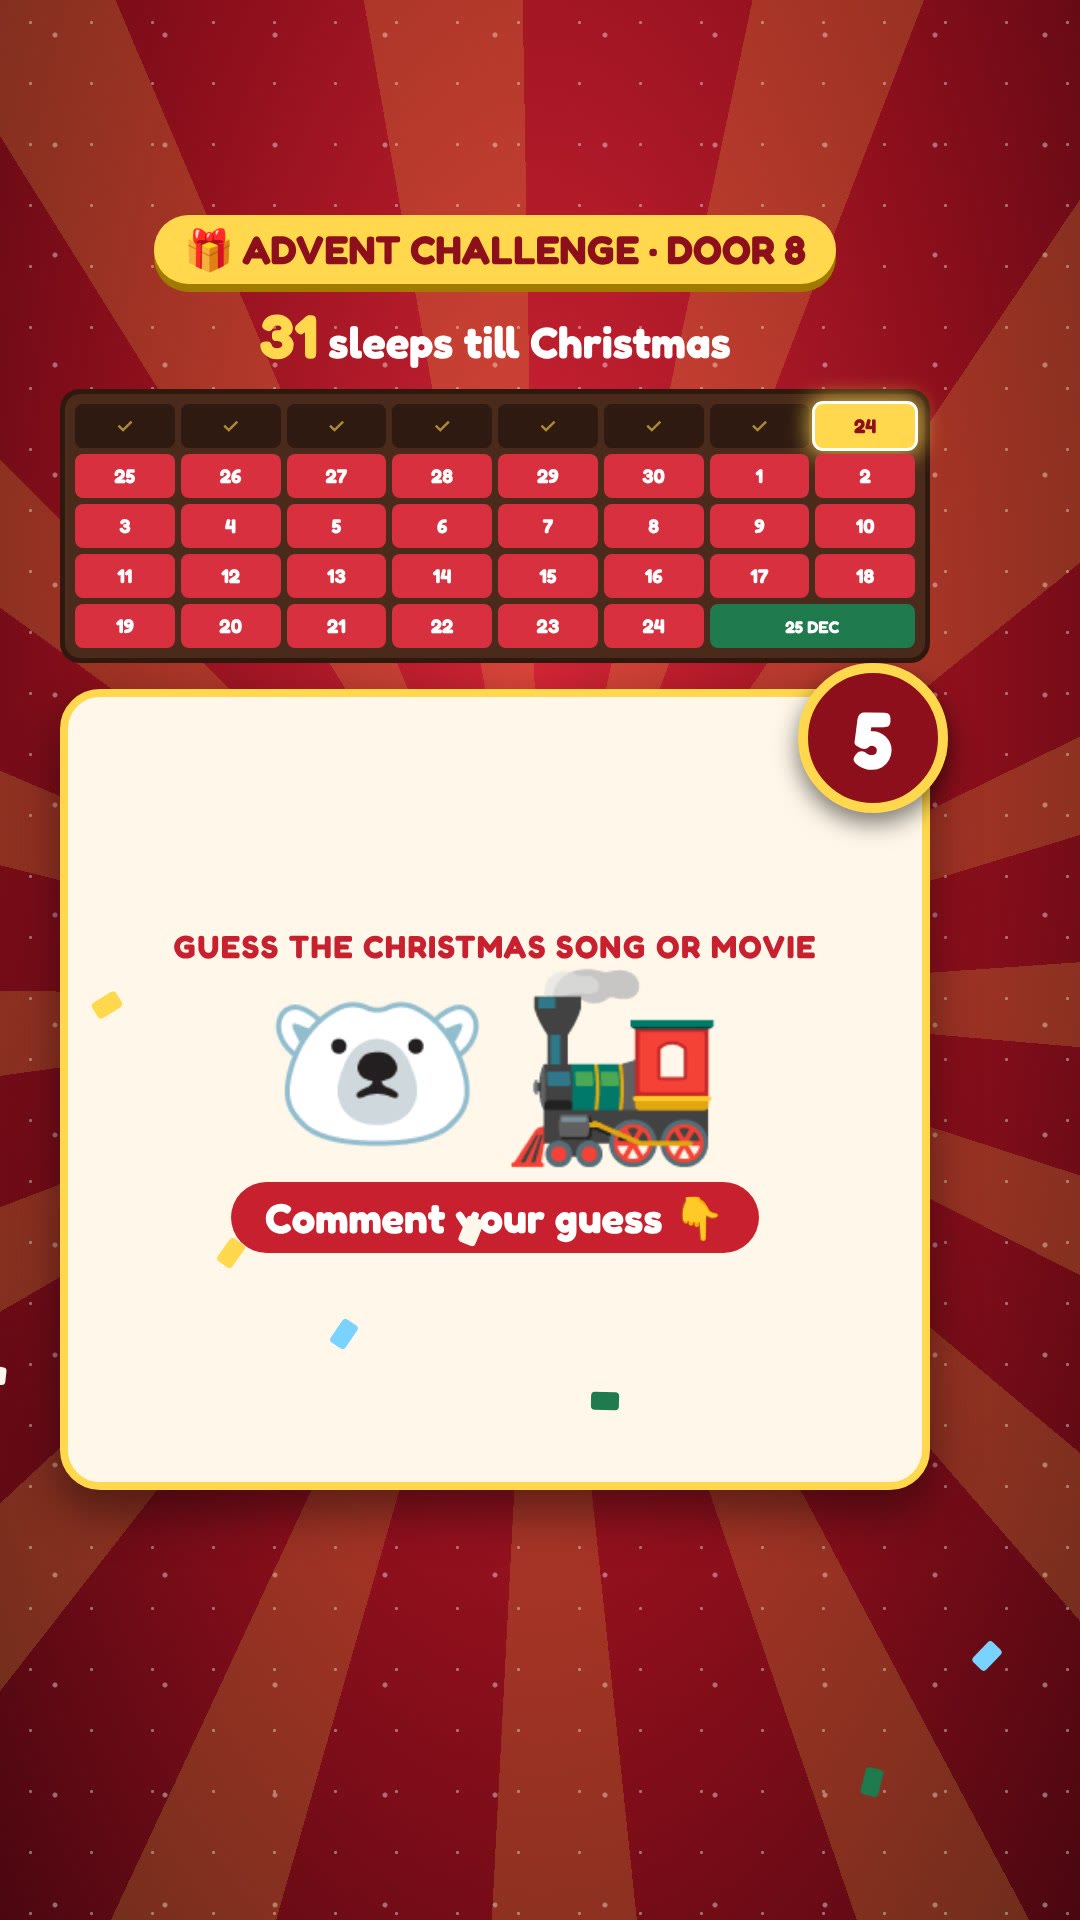 🎁 ADVENT CHALLENGE · DOOR 8
31 sleeps till Christmas
✓ ✓ ✓ ✓ ✓ ✓ ✓ 24
25 26 27 28 29 30 1 2
3 4 5 6 7 8 9 10
11 12 13 14 15 16 17 18
19 20 21 22 23 24 25 DEC
5
GUESS THE CHRISTMAS SONG OR MOVIE
Comment your guess 👇